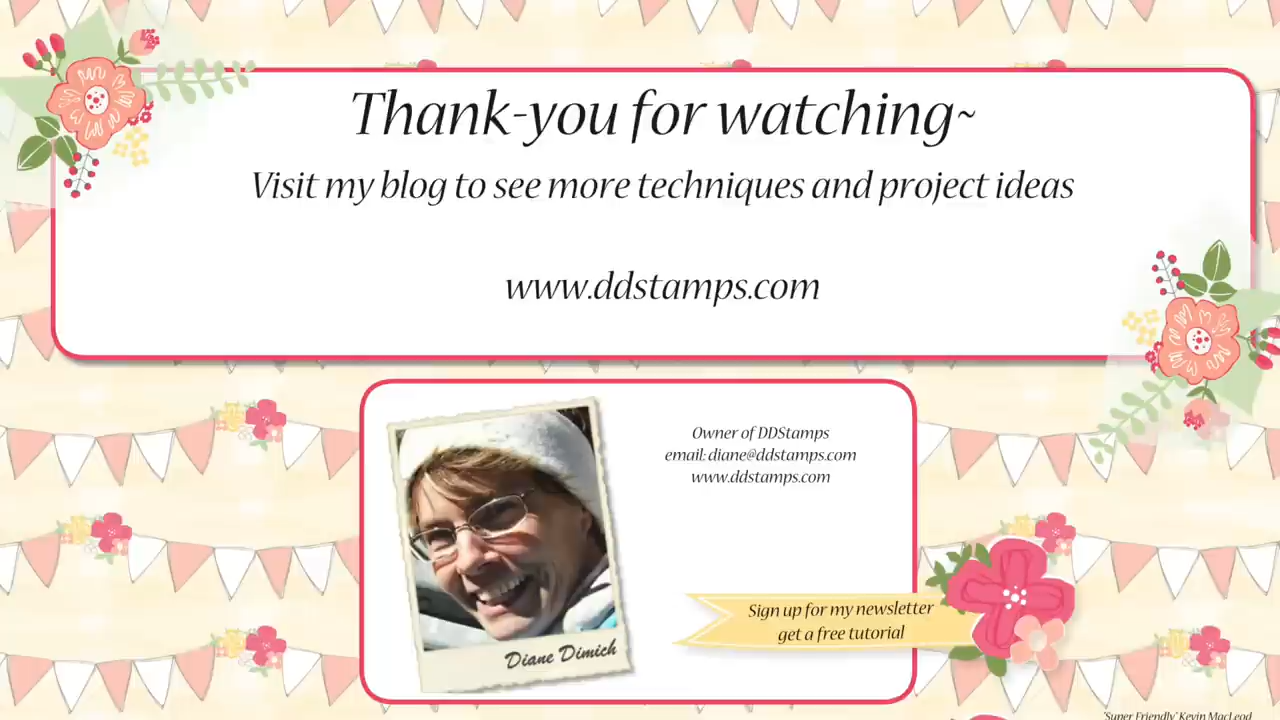 Thank-you for watching~
Visit my blog to see more techniques and project ideas
www.ddstamps.com
Owner of DDStamps
email: diane@ddstamps.com
www.ddstamps.com
Sign up for my newsletter
get a free tutorial
Diane Dimich
"Super Friendly" Kevin MacLeod